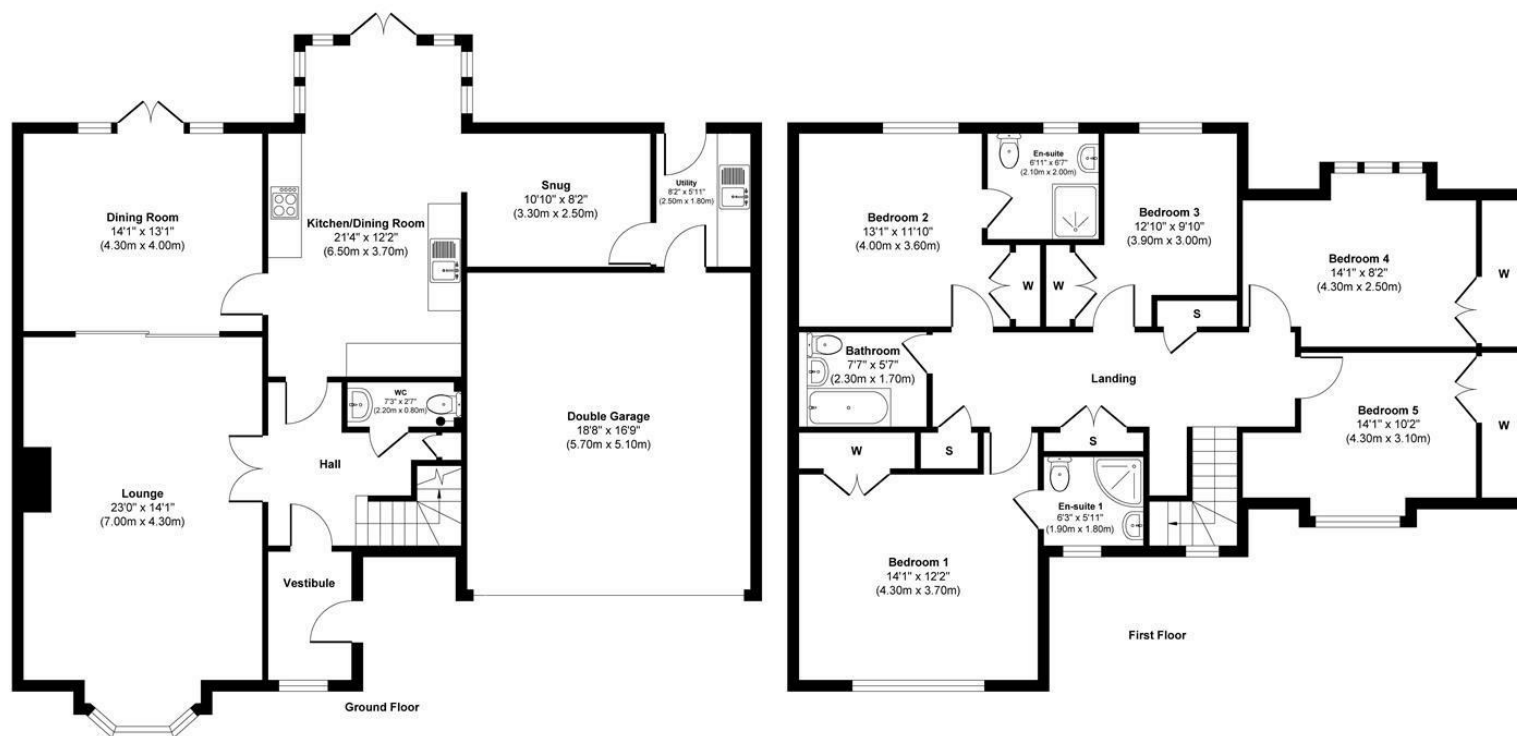 Dining Room
14'1" x 13'1"
(4.30m x 4.00m)
Kitchen/Dining Room
21'4" x 12'2"
(6.50m x 3.70m)
Snug
10'10" x 8'2"
(3.30m x 2.50m)
Utility
8'2" x 5'11"
(2.50m x 1.80m)
WC
7'3" x 2'7"
(2.20m x 0.80m)
Double Garage
18'8" x 16'9"
(5.70m x 5.10m)
Hall
Lounge
23'0" x 14'1"
(7.00m x 4.30m)
Vestibule
Ground Floor
Bedroom 2
13'1" x 11'10"
(4.00m x 3.60m)
En-suite
6'11" x 6'7"
(2.10m x 2.00m)
Bedroom 3
12'10" x 9'10"
(3.90m x 3.00m)
Bedroom 4
14'1" x 8'2"
(4.30m x 2.50m)
W
W
W
S
Bathroom
7'7" x 5'7"
(2.30m x 1.70m)
Landing
Bedroom 5
14'1" x 10'2"
(4.30m x 3.10m)
W
W
S
S
En-suite 1
6'3" x 5'11"
(1.90m x 1.80m)
Bedroom 1
14'1" x 12'2"
(4.30m x 3.70m)
First Floor